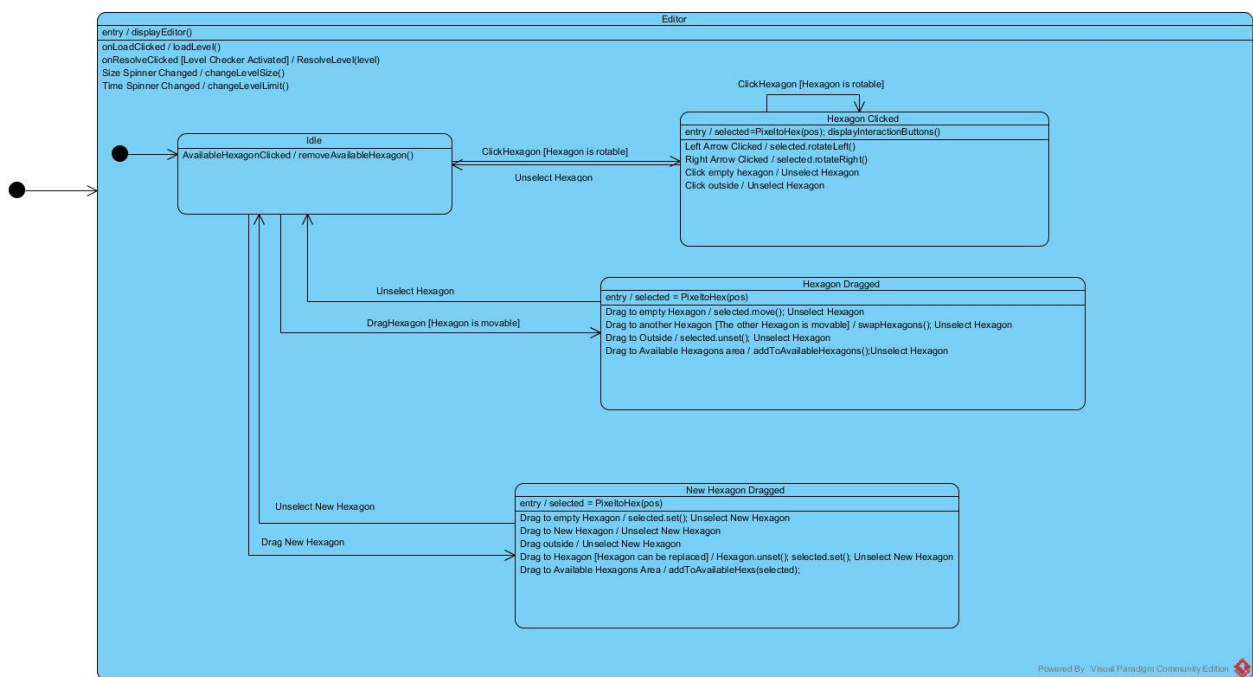 Editor
entry / displayEditor()
onLoadClicked / loadLevel()
onResolveClicked [Level Checker Activated] / ResolveLevel(level)
Size Spinner Changed / changeLevelSize()
Time Spinner Changed / changeLevelLimit()
ClickHexagon [Hexagon is rotable]
Hexagon Clicked
entry / selected=PixeltoHex(pos); displayInteractionButtons()
Left Arrow Clicked / selected.rotateLeft()
Right Arrow Clicked / selected.rotateRight()
Click empty hexagon / Unselect Hexagon
Click outside / Unselect Hexagon
Idle
AvailableHexagonClicked / removeAvailableHexagon()
ClickHexagon [Hexagon is rotable]
Unselect Hexagon
Unselect Hexagon
DragHexagon [Hexagon is movable]
Hexagon Dragged
entry / selected = PixeltoHex(pos)
Drag to empty Hexagon / selected.move(); Unselect Hexagon
Drag to another Hexagon [The other Hexagon is movable] / swapHexagons(); Unselect Hexagon
Drag to Outside / selected.unset(); Unselect Hexagon
Drag to Available Hexagons area / addToAvailableHexagons();Unselect Hexagon
Unselect New Hexagon
Drag New Hexagon
New Hexagon Dragged
entry / selected = PixeltoHex(pos)
Drag to empty Hexagon / selected.set(); Unselect New Hexagon
Drag to New Hexagon / Unselect New Hexagon
Drag outside / Unselect New Hexagon
Drag to Hexagon [Hexagon can be replaced] / Hexagon.unset(); selected.set(); Unselect New Hexagon
Drag to Available Hexagons Area / addToAvailableHexs(selected);
Powered By Visual Paradigm Community Edition